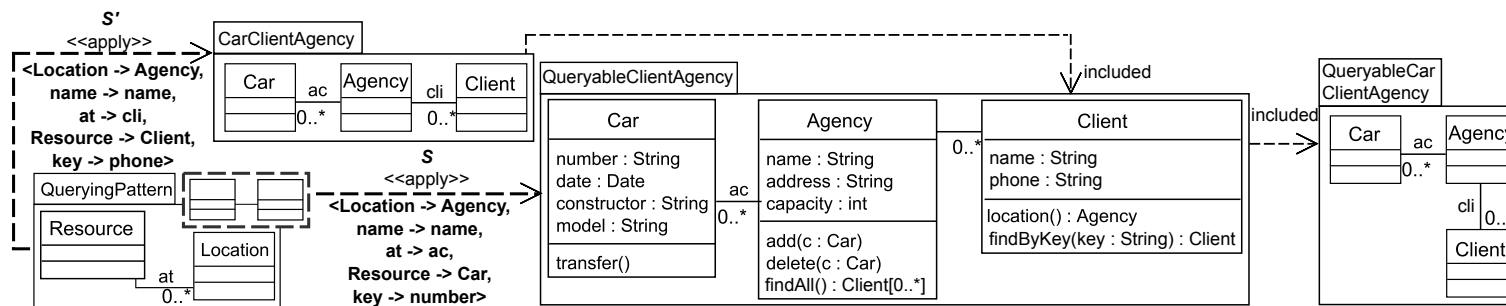 S'
<<apply>>
<Location -> Agency,
name -> name,
at -> cli,
Resource -> Client,
key -> phone>
CarClientAgency
Car
ac
0..*
Agency
cli
0..*
Client
QueryingPattern
Resource
Location
at
0..*
S
<<apply>>
<Location -> Agency,
name -> name,
at -> ac,
Resource -> Car,
key -> number>
included
QueryableClientAgency
Car
number : String
date : Date
constructor : String
model : String
transfer()
ac
0..*
Agency
name : String
address : String
capacity : int
add(c : Car)
delete(c : Car)
findAll() : Client[0..*]
0..*
Client
name : String
phone : String
location() : Agency
findByKey(key : String) : Client
included
QueryableCar
ClientAgency
Car
ac
0..*
Agency
cli
0..
Client